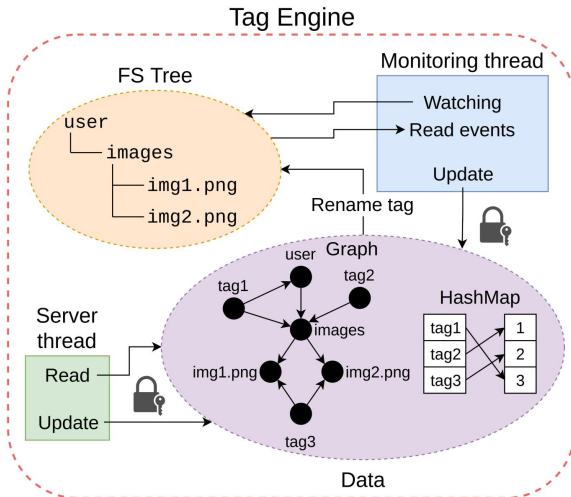 Tag Engine
FS Tree
Monitoring thread
user
images
img1.png
img2.png
Watching
Read events
Update
Rename tag
Graph
user
tag1
tag2
images
img1.png
img2.png
tag3
HashMap
tag1
tag2
tag3
1
2
3
Server
thread
Read
Update
Data